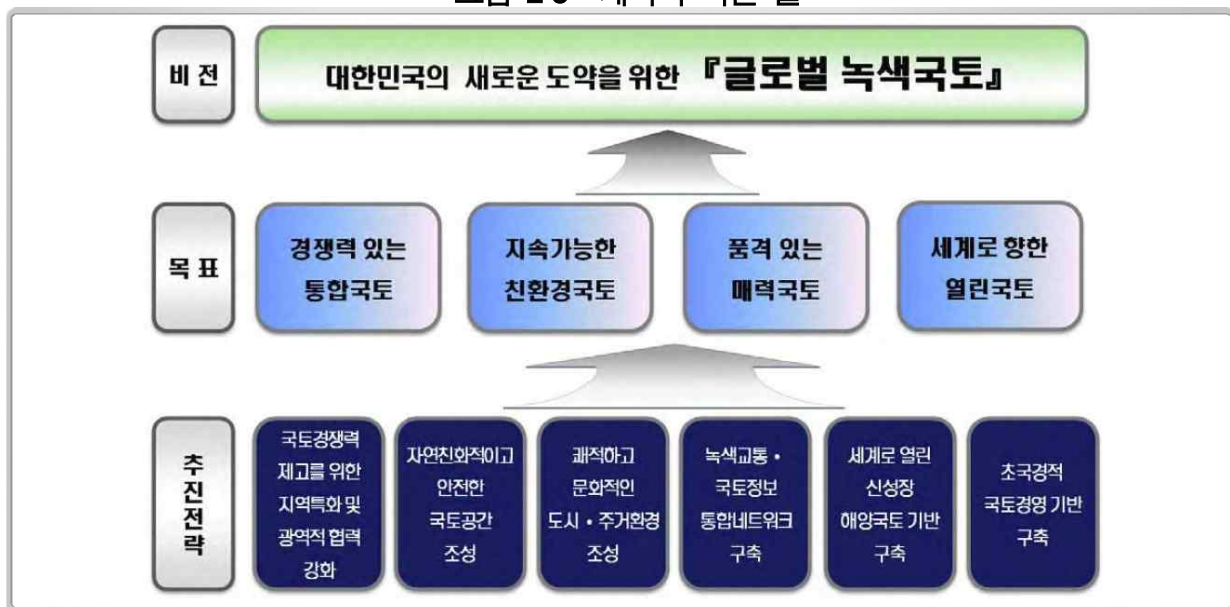 비 전
대한민국의 새로운 도약을 위한 『글로벌 녹색국토』
목 표
경쟁력 있는
통합국토
지속가능한
친환경국토
품격 있는
매력국토
세계로 향한
열린국토
추
진
전
략
국토경쟁력
제고를 위한
지역특화 및
광역적 협력
강화
자연친화적이고
안전한
국토공간
조성
쾌적하고
문화적인
도시·주거환경
조성
녹색교통·
국토정보
통합네트워크
구축
세계로 열린
신성장
해양국토 기반
구축
초국경적
국토경영 기반
구축